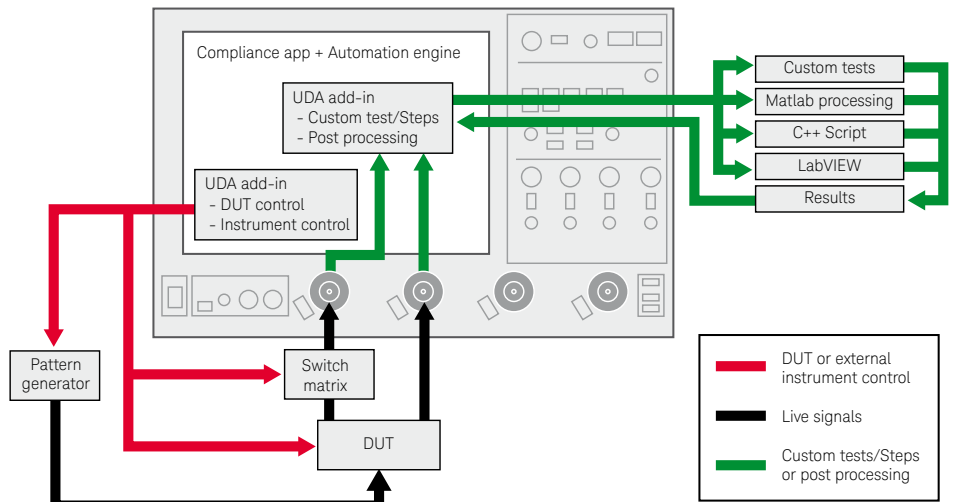 Compliance app + Automation engine
UDA add-in
- Custom test/Steps
- Post processing
UDA add-in
- DUT control
- Instrument control
Custom tests
Matlab processing
C++ Script
LabVIEW
Results
Pattern
generator
Switch
matrix
DUT
DUT or external
instrument control
Live signals
Custom tests/Steps
or post processing